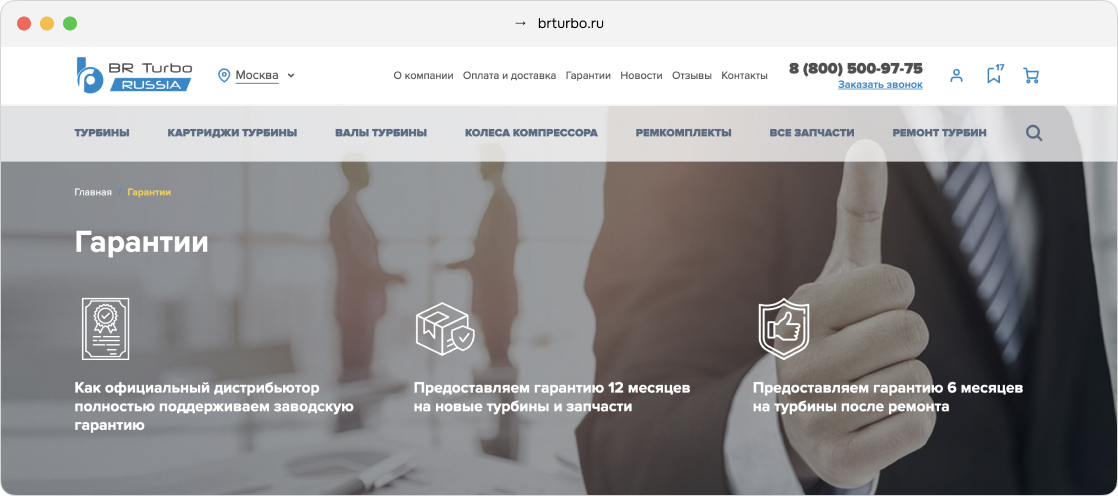 → brturbo.ru
BR Turbo
RUSSIA
Москва
О компании Оплата и доставка Гарантии Новости Отзывы Контакты
8 (800) 500-97-75
Заказать звонок
17
ТУРБИНЫ КАРТРИДЖИ ТУРБИНЫ ВАЛЫ ТУРБИНЫ КОЛЕСА КОМПРЕССОРА РЕМКОМПЛЕКТЫ ВСЕ ЗАПЧАСТИ РЕМОНТ ТУРБИН
Главная / Гарантии
Гарантии
Как официальный дистрибьютор
полностью поддерживаем заводскую
гарантию
Предоставляем гарантию 12 месяцев
на новые турбины и запчасти
Предоставляем гарантию 6 месяцев
на турбины после ремонта